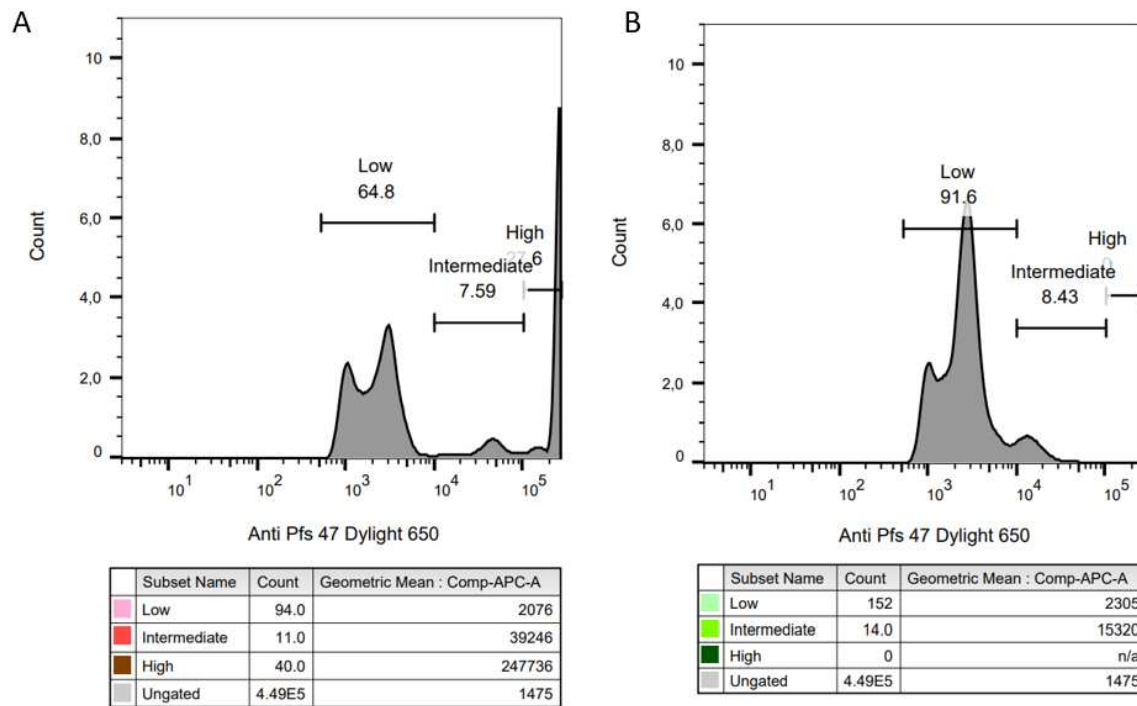 A
10
8,0
6,0
4,0
2,0
0
Count
Low
64.8
High
27.6
Intermediate
7.59
10^1 10^2 10^3 10^4 10^5
Anti Pfs 47 Dylight 650
Subset Name Count Geometric Mean : Comp-APC-A
Low 94.0 2076
Intermediate 11.0 39246
High 40.0 247736
Ungated 4.49E5 1475
B
10
8,0
6,0
4,0
2,0
0
Count
Low
91.6
High
0
Intermediate
8.43
10^1 10^2 10^3 10^4 10^5
Anti Pfs 47 Dylight 650
Subset Name Count Geometric Mean : Comp-APC-A
Low 152 2305
Intermediate 14.0 15320
High 0 n/a
Ungated 4.49E5 1475